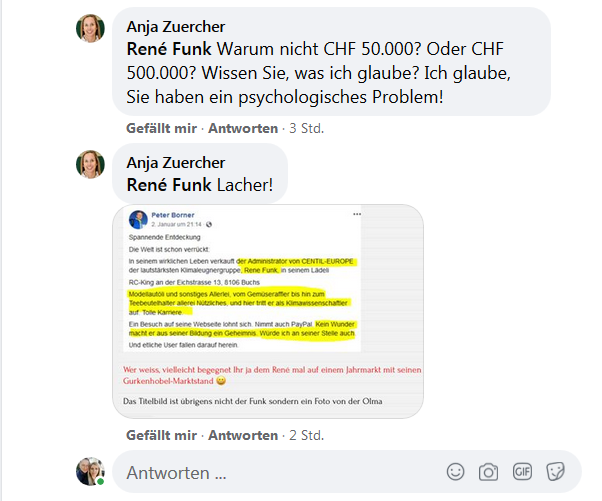 Anja Zuercher
René Funk Warum nicht CHF 50.000? Oder CHF
500.000? Wissen Sie, was ich glaube? Ich glaube,
Sie haben ein psychologisches Problem!
Gefällt mir · Antworten · 3 Std.
Anja Zuercher
René Funk Lacher!
Peter Borner
2. Januar um 21:14 ·
Spannende Entdeckung
Die Welt ist schon verrückt:
In seinem wirklichen Leben verkauft der Administrator von CENTIL-EUROPE
der lautstärksten Klimaleugnergruppe, Rene Funk, in seinem Lädeli
RC-King an der Eichstrasse 13, 8106 Buchs
Modellautöli und sonstiges Allerlei, vom Gemüseraffler bis hin zum
Teebeutelhalter allerei Nützliches, und hier tritt er als Klimawissenschaftler
auf Tolle Karriere
Ein Besuch auf seine Webseite lohnt sich. Nimmt auch PayPal. Kein Wunder
macht er aus seiner Bildung ein Geheimnis. Würde ich an seiner Stelle auch.
Und etliche User fallen darauf herein.
Wer weiss, vielleicht begegnet Ihr ja dem René mal auf einem Jahrmarkt mit seinen
Gurkenhobel-Marktstand 😀
Das Titelbild ist übrigens nicht der Funk sondern ein Foto von der Olma
Gefällt mir · Antworten · 2 Std.
Antworten ...
GIF